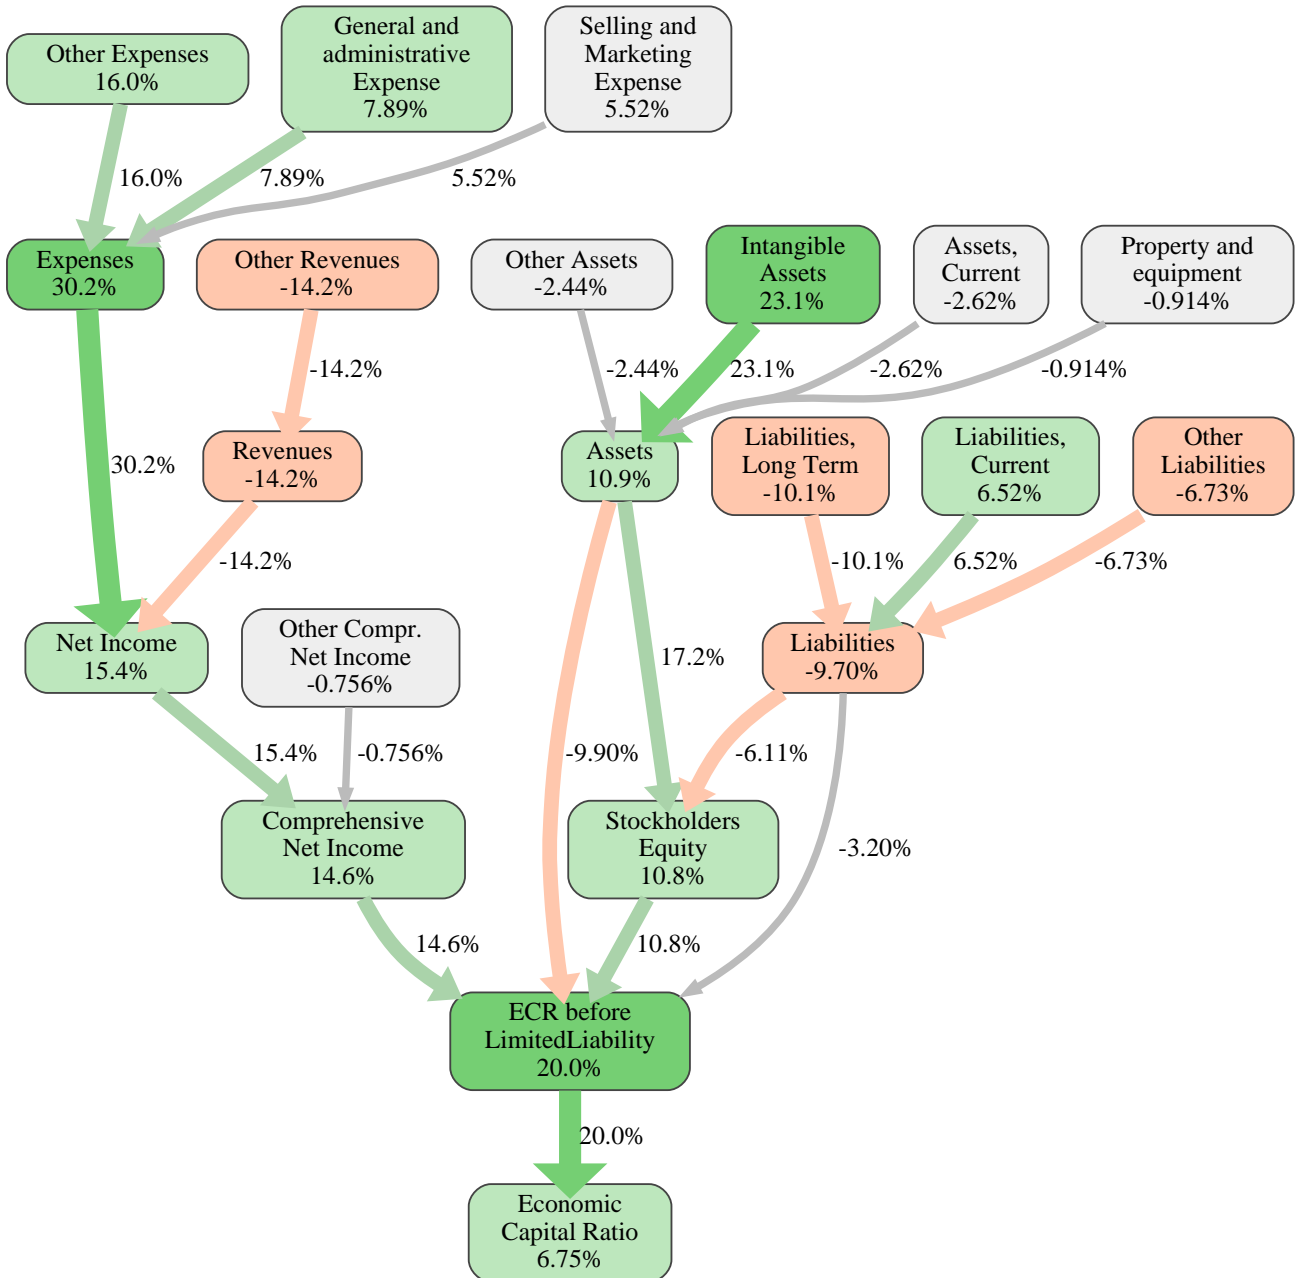 Other Expenses
16.0%
General and
administrative
Expense
7.89%
Selling and
Marketing
Expense
5.52%
16.0%
7.89%
5.52%
Expenses
30.2%
Other Revenues
-14.2%
Other Assets
-2.44%
Intangible
Assets
23.1%
Assets,
Current
-2.62%
Property and
equipment
-0.914%
-14.2%
-2.44%
23.1%
-2.62%
-0.914%
Revenues
-14.2%
Assets
10.9%
Liabilities,
Long Term
-10.1%
Liabilities,
Current
6.52%
Other
Liabilities
-6.73%
30.2%
-14.2%
-10.1%
6.52%
-6.73%
Net Income
15.4%
Other Compr.
Net Income
-0.756%
17.2%
Liabilities
-9.70%
15.4%
-0.756%
-9.90%
-6.11%
Comprehensive
Net Income
14.6%
Stockholders
Equity
10.8%
-3.20%
14.6%
10.8%
ECR before
LimitedLiability
20.0%
20.0%
Economic
Capital Ratio
6.75%